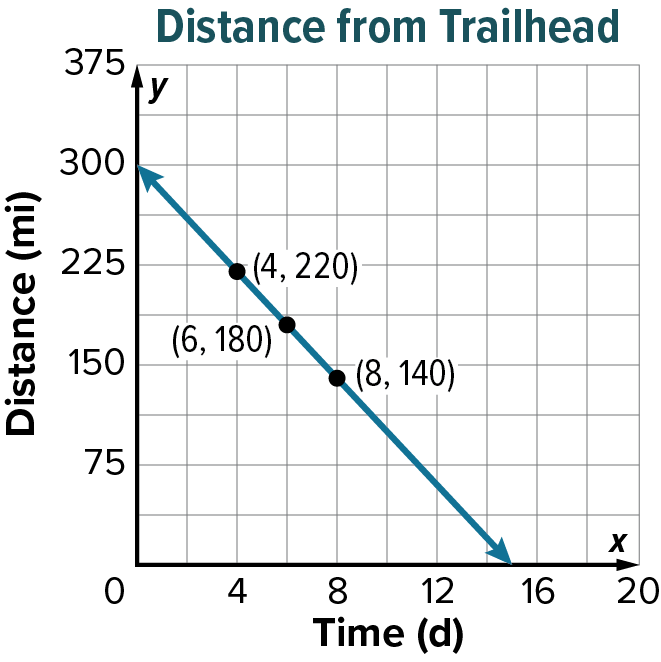 Distance from Trailhead
375
y
300
225
(4, 220)
(6, 180)
150
(8, 140)
75
x
0
4
8
12
16
20
Distance (mi)
Time (d)